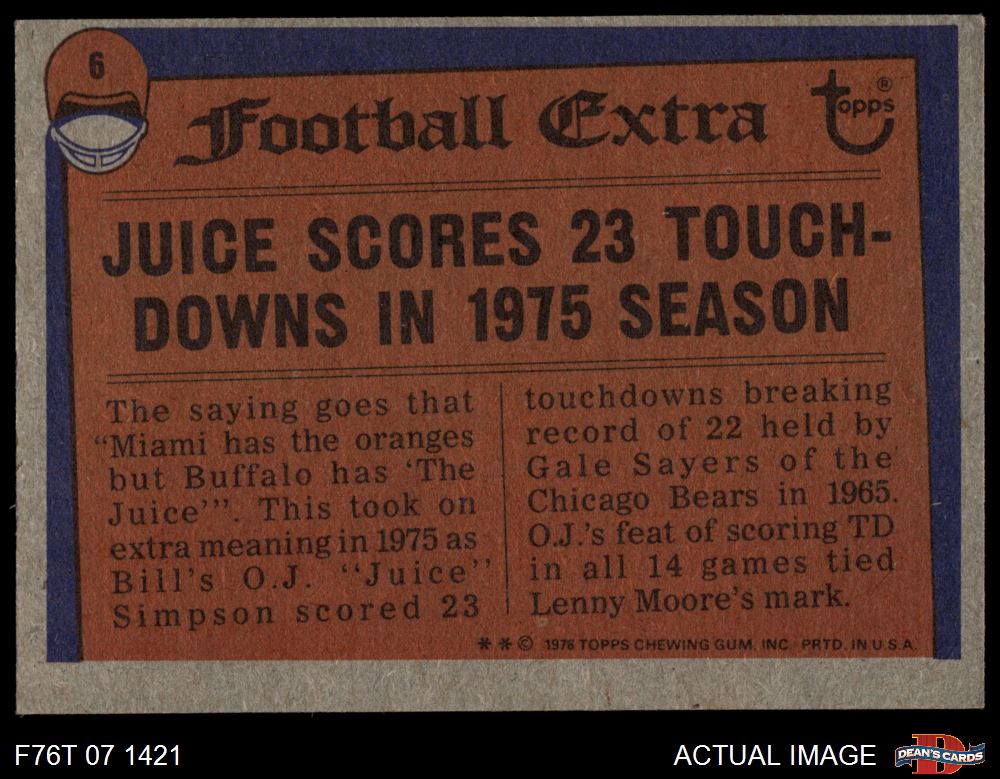 6
Football Extra
topps®
JUICE SCORES 23 TOUCH-
DOWNS IN 1975 SEASON
The saying goes that
“Miami has the oranges
but Buffalo has ‘The
Juice’”. This took on
extra meaning in 1975 as
Bill's O.J. “Juice”
Simpson scored 23
touchdowns breaking
record of 22 held by
Gale Sayers of the
Chicago Bears in 1965.
O.J.'s feat of scoring TD
in all 14 games tied
Lenny Moore's mark.
**© 1976 TOPPS CHEWING GUM, INC. PRTD. IN U.S.A.
F76T 07 1421
ACTUAL IMAGE
D
DEAN'S CARDS